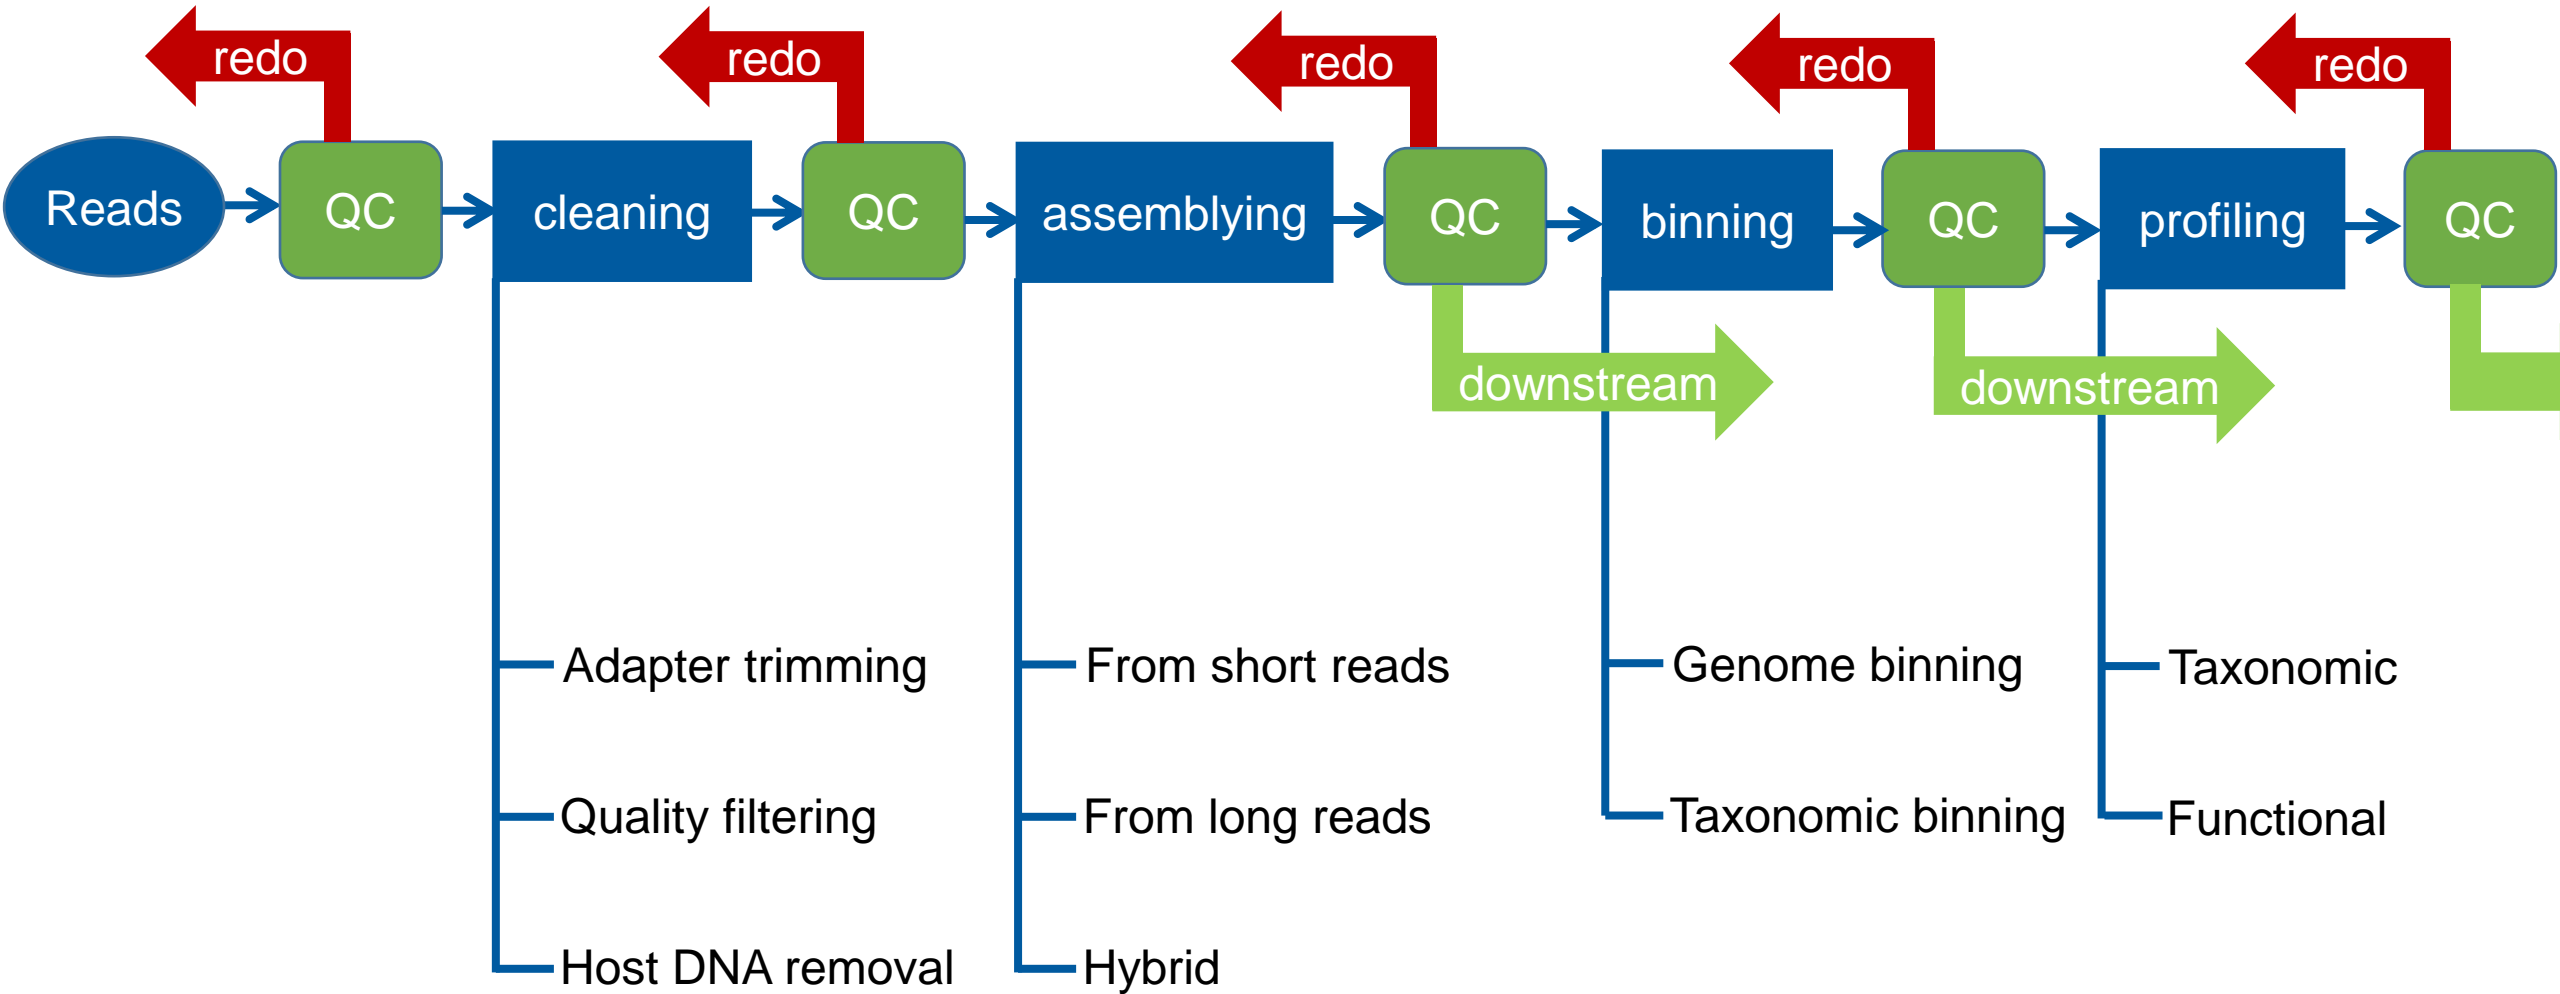 redo
redo
redo
redo
redo
Reads
QC
cleaning
QC
assemblying
QC
binning
QC
profiling
QC
downstream
downstream
Adapter trimming
From short reads
Genome binning
Taxonomic
Quality filtering
From long reads
Taxonomic binning
Functional
Host DNA removal
Hybrid